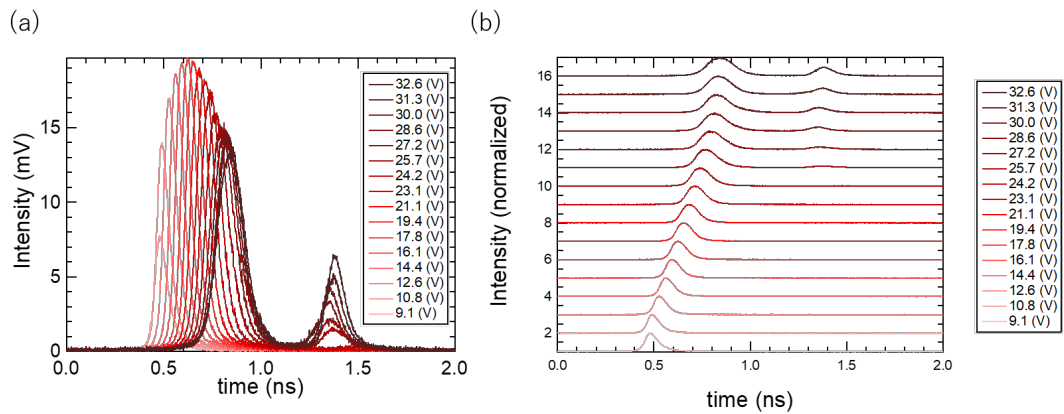 (a)
(b)
Intensity (mV)
15
10
5
0
0.0
0.5
1.0
1.5
2.0
time (ns)
32.6 (V)
31.3 (V)
30.0 (V)
28.6 (V)
27.2 (V)
25.7 (V)
24.2 (V)
23.1 (V)
21.1 (V)
19.4 (V)
17.8 (V)
16.1 (V)
14.4 (V)
12.6 (V)
10.8 (V)
9.1 (V)
Intensity (normalized)
16
14
12
10
8
6
4
2
0.0
0.5
1.0
1.5
2.0
time (ns)
32.6 (V)
31.3 (V)
30.0 (V)
28.6 (V)
27.2 (V)
25.7 (V)
24.2 (V)
23.1 (V)
21.1 (V)
19.4 (V)
17.8 (V)
16.1 (V)
14.4 (V)
12.6 (V)
10.8 (V)
9.1 (V)